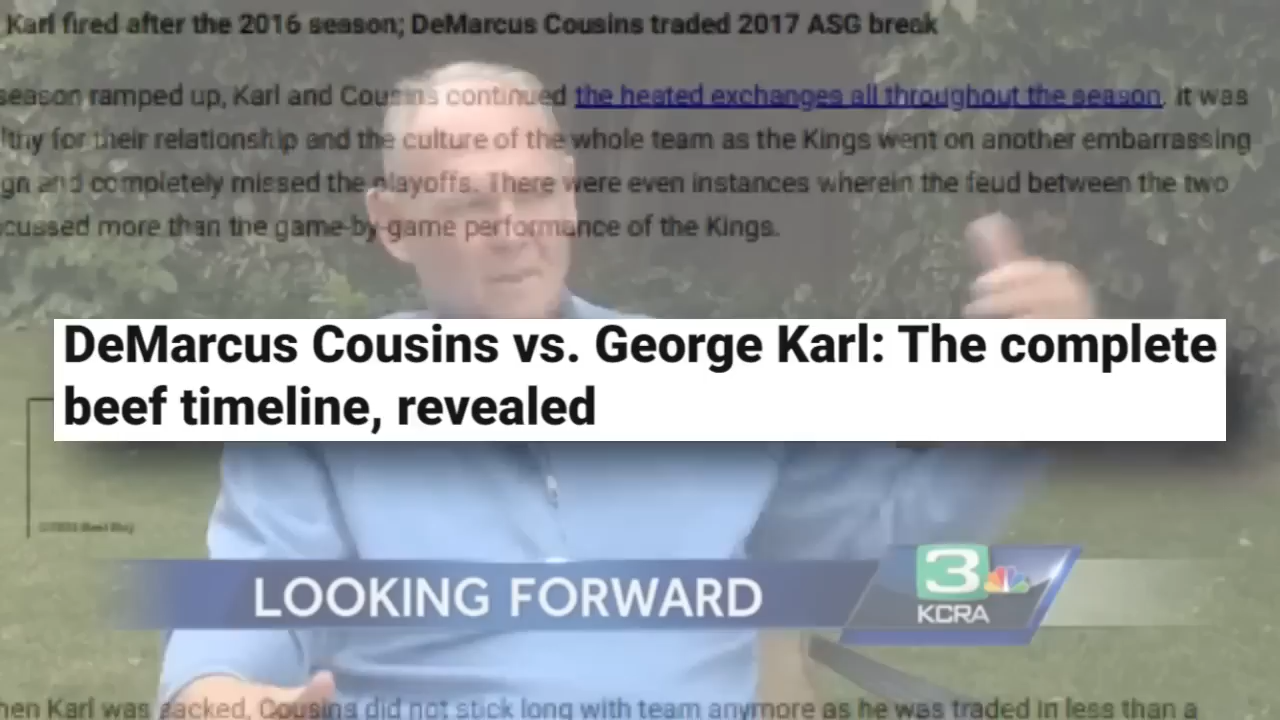 Karl fired after the 2016 season; DeMarcus Cousins traded 2017 ASG break
season ramped up, Karl and Cousins continued the heated exchanges all throughout the season. It was
lthy for their relationship and the culture of the whole team as the Kings went on another embarrassing
gn and completely missed the playoffs. There were even instances wherein the feud between the two
cussed more than the game-by-game performance of the Kings.
DeMarcus Cousins vs. George Karl: The complete
beef timeline, revealed
LOOKING FORWARD
3
KCRA
hen Karl was sacked, Cousins did not stick long with team anymore as he was traded in less than a